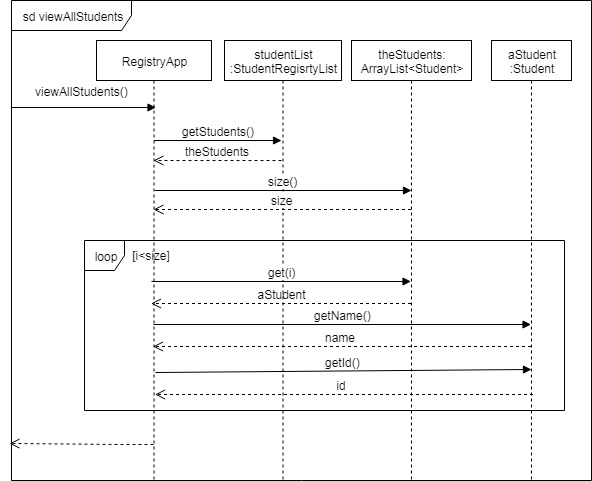 sd viewAllStudents
RegistryApp
studentList
:StudentRegisrtyList
theStudents:
ArrayList<Student>
aStudent
:Student
viewAllStudents()
getStudents()
theStudents
size()
size
loop
[i<size]
get(i)
aStudent
getName()
name
getId()
id